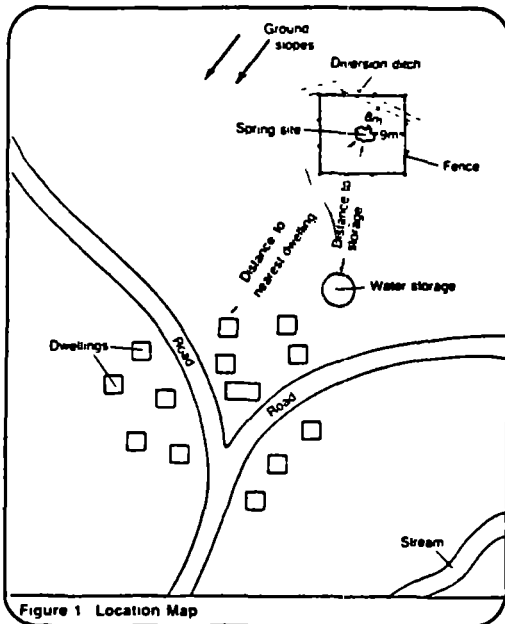 Ground
slopes
Diversion ditch
8m
Spring site
9m
Fence
Distance to
storage
Distance to
nearest dwelling
Water storage
Dwellings
Road
Road
Stream
Figure 1 Location Map